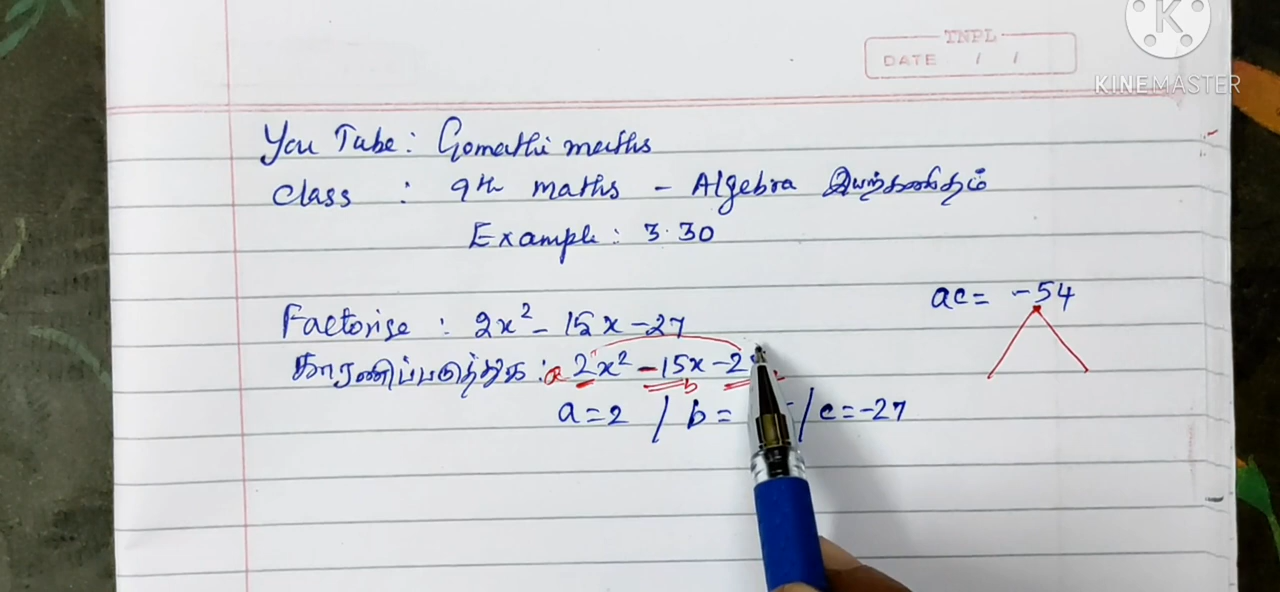 K
KINEMASTER
TNPL
DATE / /
You Tube: Gomathi maths
Class : 9th maths - Algebra இயற்கணிதம்
Example: 3.30
ac = -54
Factorise : 2x² - 15x - 27
காரணிப்படுத்துக : a 2x² - 15x - 2
b
a = 2 / b = / c = -27